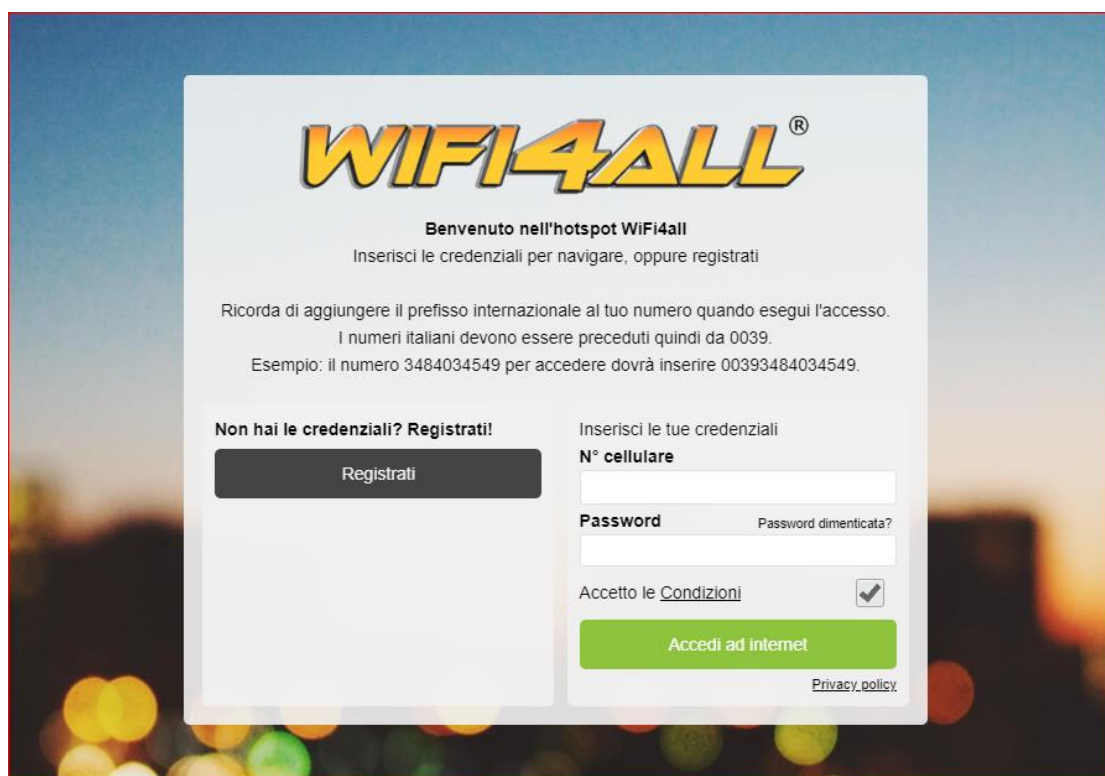 WIFI4ALL®
Benvenuto nell'hotspot WiFi4all
Inserisci le credenziali per navigare, oppure registrati
Ricorda di aggiungere il prefisso internazionale al tuo numero quando esegui l'accesso.
I numeri italiani devono essere preceduti quindi da 0039.
Esempio: il numero 3484034549 per accedere dovrà inserire 00393484034549.
Non hai le credenziali? Registrati!
Registrati
Inserisci le tue credenziali
N° cellulare
Password
Password dimenticata?
Accetto le Condizioni
Accedi ad internet
Privacy policy